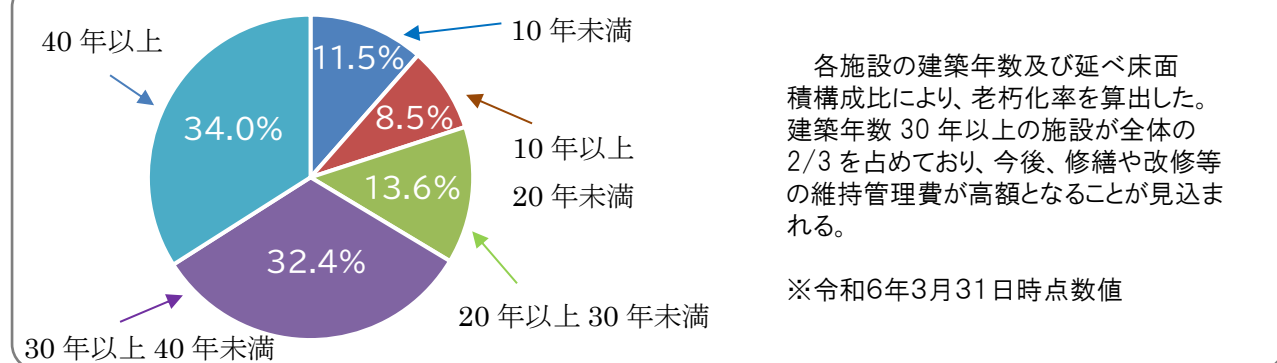 40 年以上
10 年未満
11.5%
8.5%
34.0%
10 年以上
20 年未満
13.6%
32.4%
20 年以上 30 年未満
30 年以上 40 年未満
各施設の建築年数及び延べ床面
積構成比により、老朽化率を算出した。
建築年数 30 年以上の施設が全体の
2/3 を占めており、今後、修繕や改修等
の維持管理費が高額となることが見込ま
れる。
※令和6年3月31日時点数値